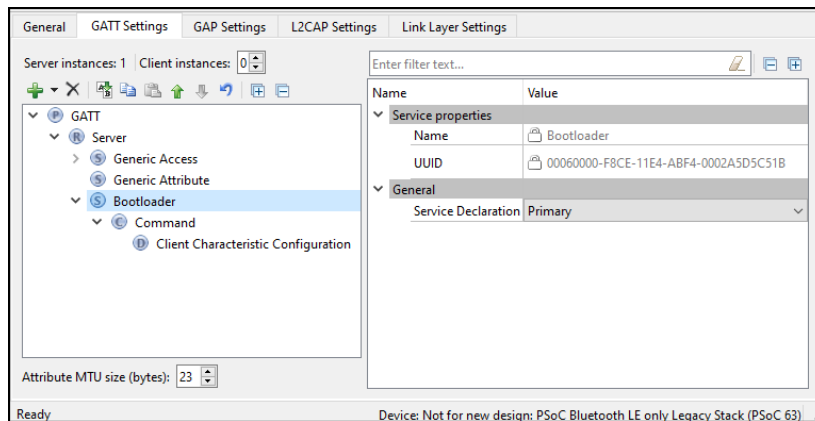 General GATT Settings GAP Settings L2CAP Settings Link Layer Settings
Server instances: 1 Client instances: 0
Enter filter text...
P GATT
R Server
S Generic Access
S Generic Attribute
S Bootloader
C Command
D Client Characteristic Configuration
Attribute MTU size (bytes): 23
Name Value
Service properties
Name Bootloader
UUID 00060000-F8CE-11E4-ABF4-0002A5D5C51B
General
Service Declaration Primary
Ready Device: Not for new design: PSoC Bluetooth LE only Legacy Stack (PSoC 63)